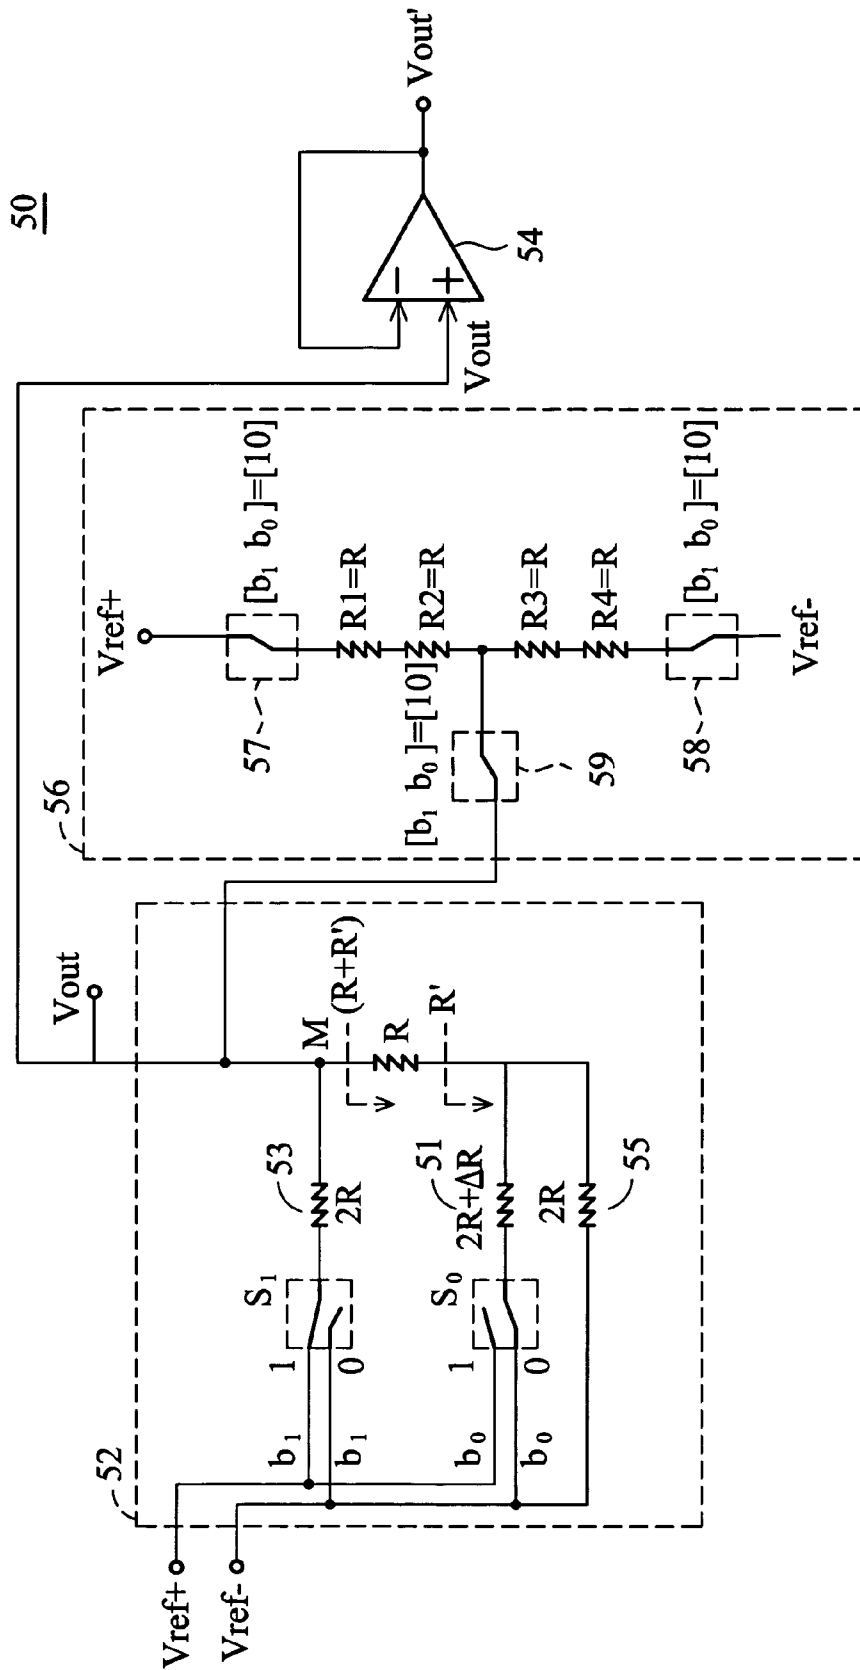 50
Vref+
Vref-
52
b1
b1
b0
b0
1
0
1
0
S1
S0
53
2R
51
2R+ΔR
2R
55
M
(R+R')
R
R'
Vout
56
57
[b1 b0]=[10]
59
58
Vref+
[b1 b0]=[10]
R1=R
R2=R
R3=R
R4=R
[b1 b0]=[10]
Vref-
Vout
−
+
54
Vout'